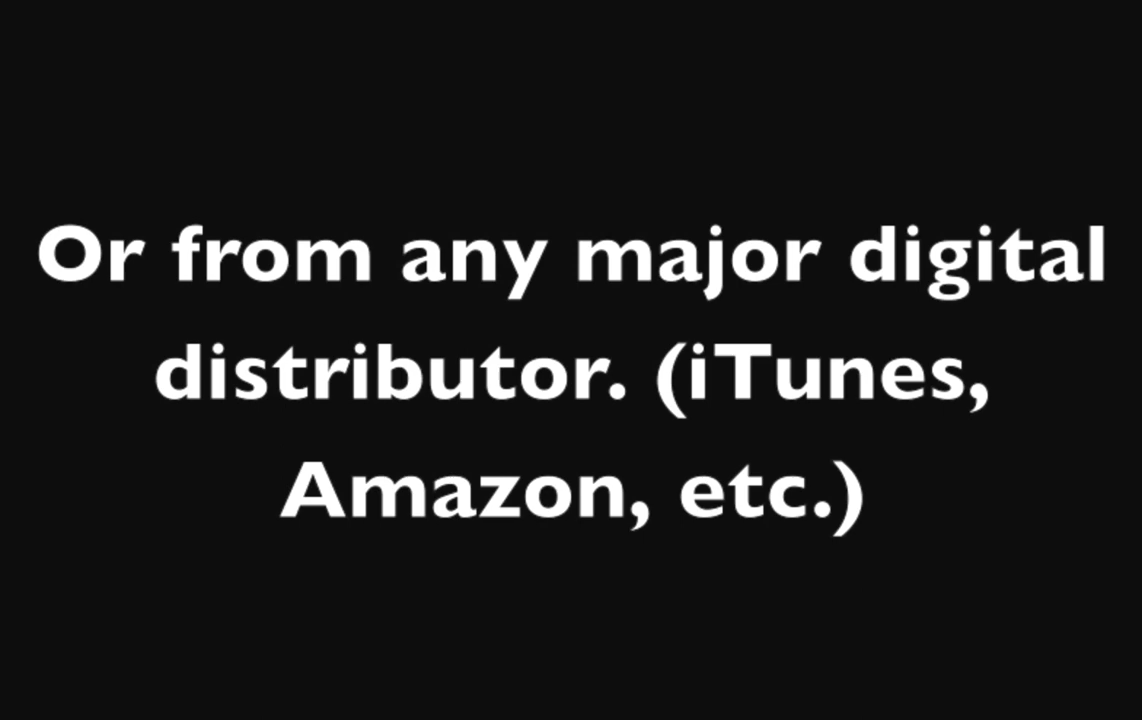 Or from any major digital
distributor. (iTunes,
Amazon, etc.)